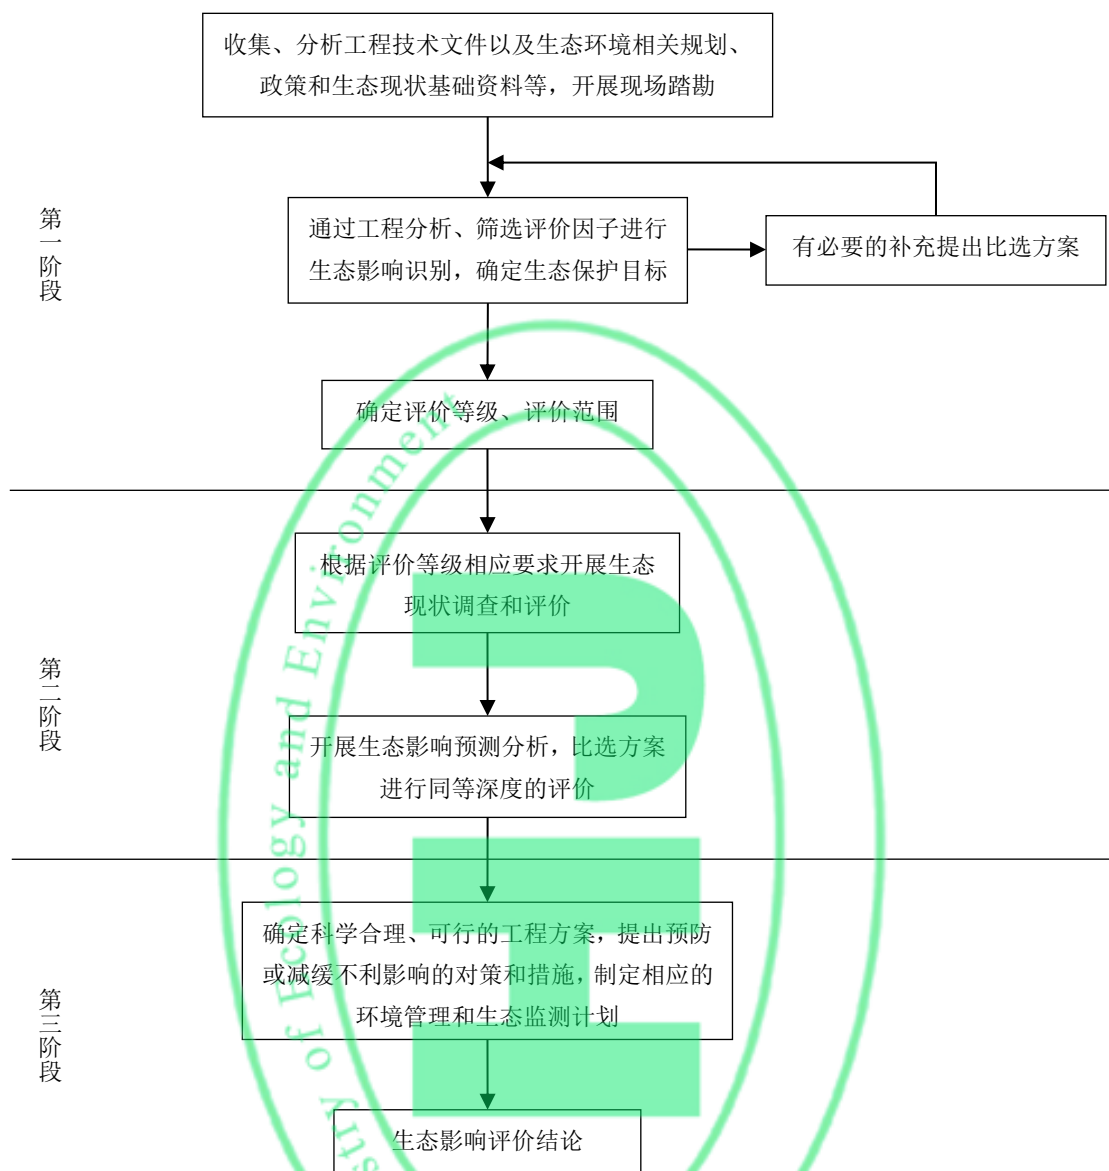 收集、分析工程技术文件以及生态环境相关规划、
政策和生态现状基础资料等，开展现场踏勘
第一阶段
通过工程分析、筛选评价因子进行
生态影响识别，确定生态保护目标
有必要的补充提出比选方案
确定评价等级、评价范围
根据评价等级相应要求开展生态
现状调查和评价
第二阶段
开展生态影响预测分析，比选方案
进行同等深度的评价
确定科学合理、可行的工程方案，提出预防
或减缓不利影响的对策和措施，制定相应的
环境管理和生态监测计划
第三阶段
生态影响评价结论
stry of Ecology and Environment